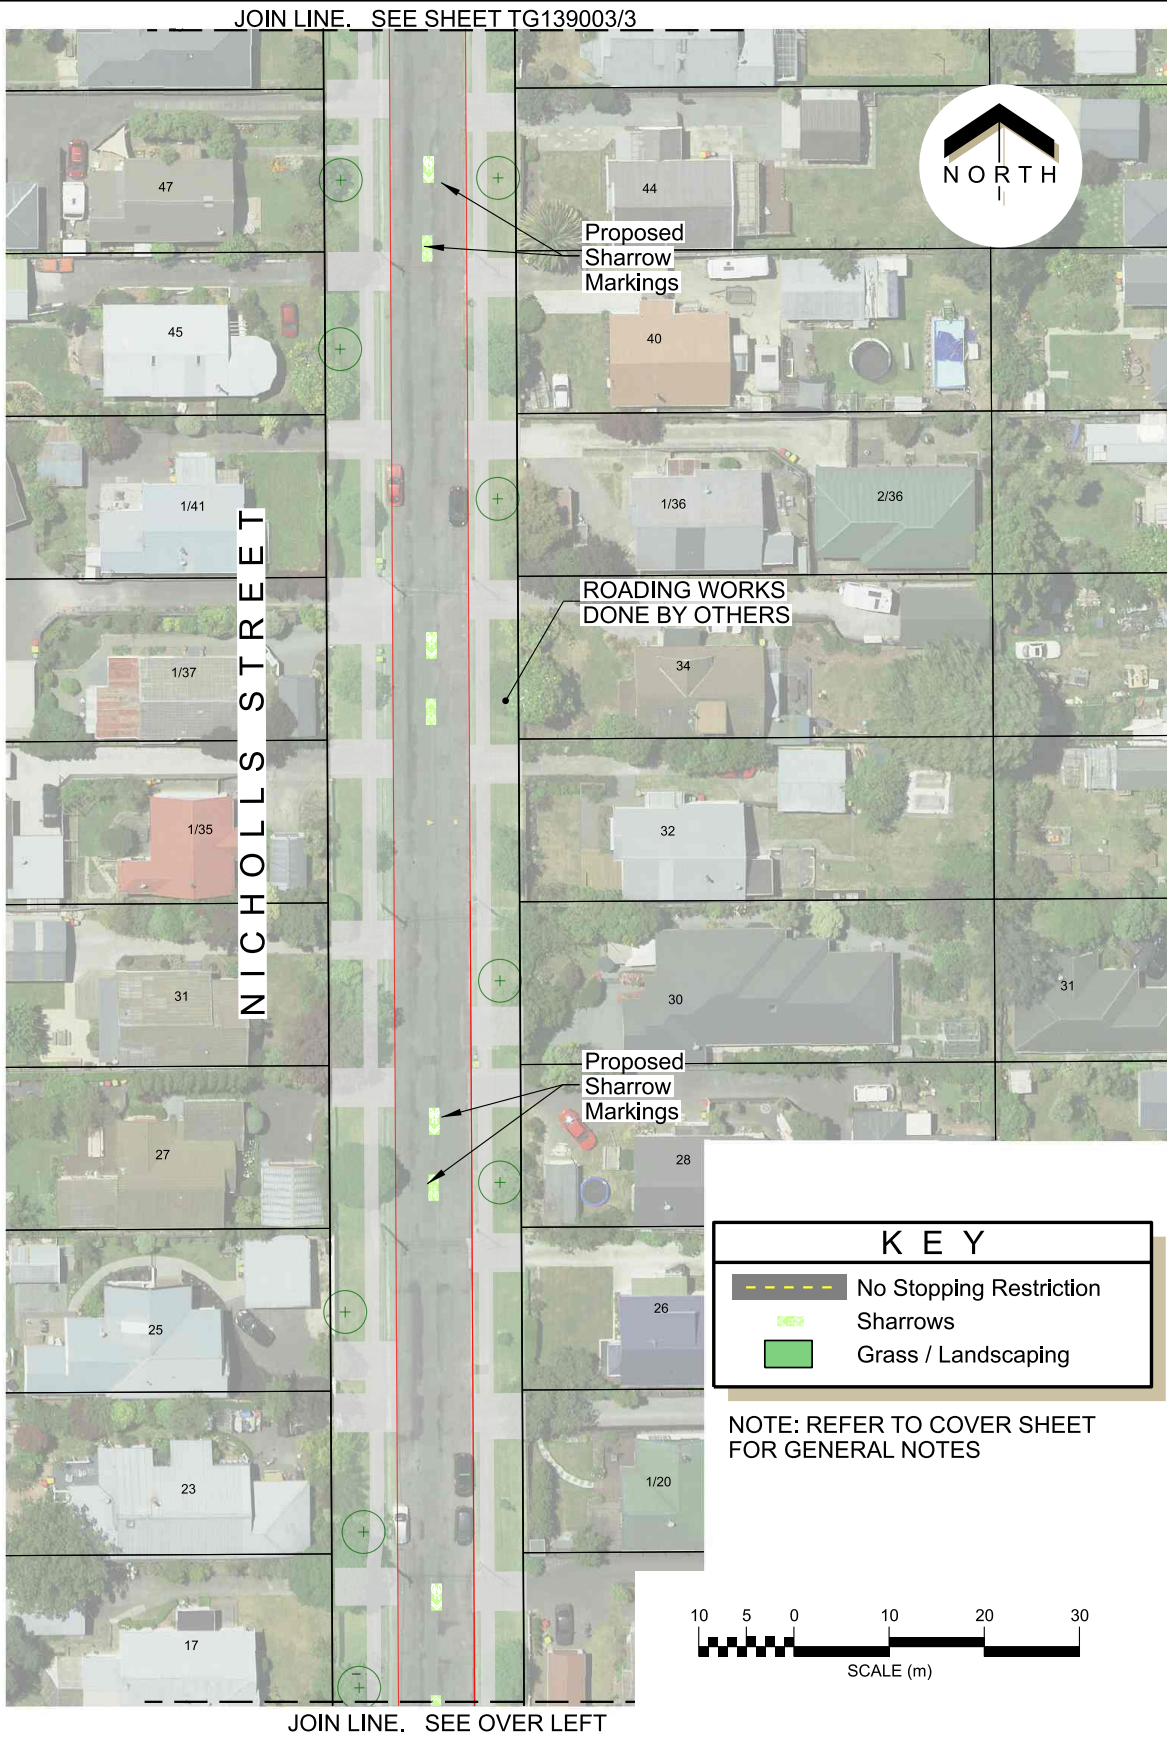 JOIN LINE. SEE SHEET TG139003/3
NORTH
47
44
Proposed
Sharrow
Markings
45
40
1/41
1/36
2/36
NICHOLLS STREET
ROADING WORKS
DONE BY OTHERS
1/37
34
1/35
32
31
30
31
Proposed
Sharrow
Markings
27
28
KEY
No Stopping Restriction
Sharrows
Grass / Landscaping
25
26
NOTE: REFER TO COVER SHEET
FOR GENERAL NOTES
23
1/20
10 5 0 10 20 30
SCALE (m)
17
JOIN LINE. SEE OVER LEFT